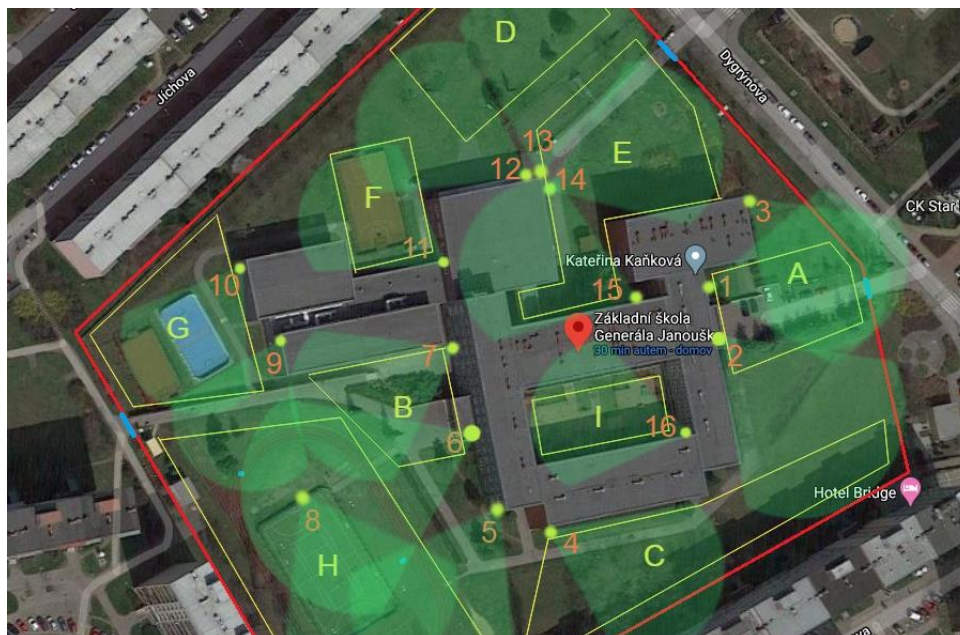 D
Jíchova
Dygrýnova
13
E
12
14
F
3
CK Star
11
Kateřina Kaňková
A
10
1
15
G
Základní škola
Generála Janoušk
30 min autem - domov
2
9
7
B
I
6
16
Hotel Bridge
8
5
4
C
H